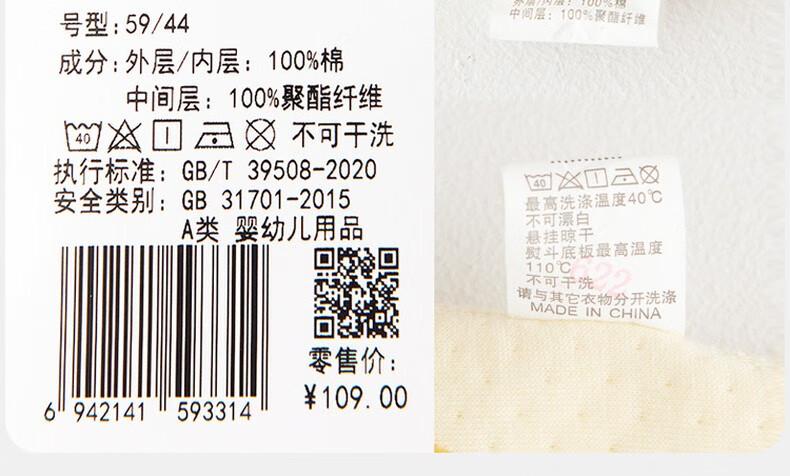 号型:59/44
成分:外层/内层: 100%棉
中间层: 100%聚酯纤维
40 不可干洗
执行标准: GB/T 39508-2020
安全类别: GB 31701-2015
A类 婴幼儿用品
零售价:
¥109.00
6 942141 593314
中间层: 100%聚酯纤维
40
最高洗涤温度40℃
不可漂白
悬挂晾干
熨斗底板最高温度
110℃
不可干洗
请与其它衣物分开洗涤
MADE IN CHINA